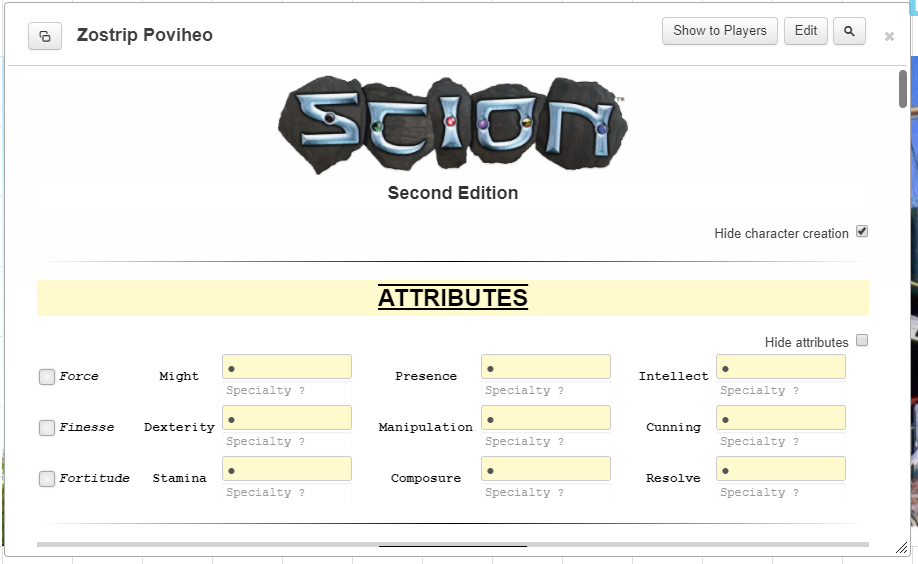 Zostrip Poviheo
Show to Players
Edit
SCION™
Second Edition
Hide character creation
ATTRIBUTES
Hide attributes
Force Might ● Presence ● Intellect ●
Specialty ? Specialty ? Specialty ?
Finesse Dexterity ● Manipulation ● Cunning ●
Specialty ? Specialty ? Specialty ?
Fortitude Stamina ● Composure ● Resolve ●
Specialty ? Specialty ? Specialty ?